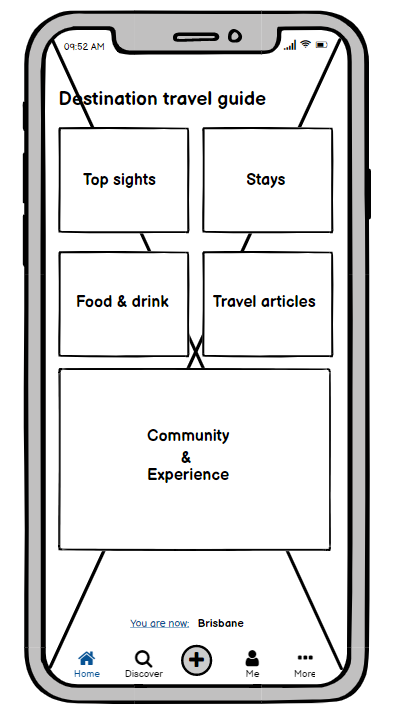 09:52 AM
Destination travel guide
Top sights
Stays
Food & drink
Travel articles
Community
&
Experience
You are now: Brisbane
Home
Discover
Me
More